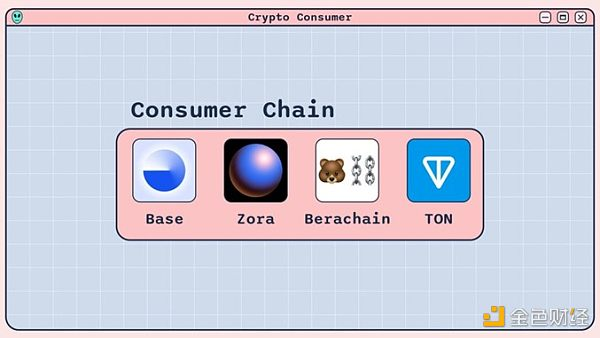 Crypto Consumer
Consumer Chain
Base
Zora
Berachain
TON
金色财经